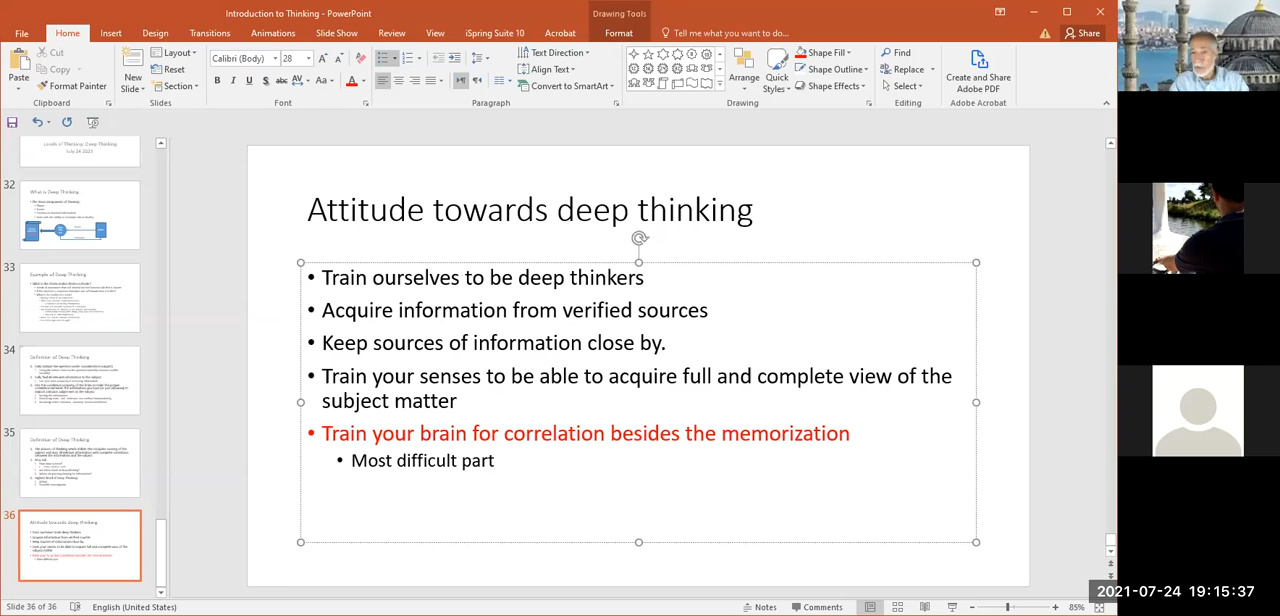 Introduction to Thinking - PowerPoint
Drawing Tools
File Home Insert Design Transitions Animations Slide Show Review View iSpring Suite 10 Acrobat Format Tell me what you want to do... Share
Paste Cut Copy Format Painter
Clipboard
New Slide Layout Reset Section
Slides
Calibri (Body) 28
Font
Text Direction Align Text Convert to SmartArt
Paragraph
Arrange Quick Styles Shape Fill Shape Outline Shape Effects
Drawing
Find Replace Select
Editing
Create and Share Adobe PDF
Adobe Acrobat
Levels of Thinking: Deep Thinking
July 24 2021
32
What is Deep Thinking
33
Example of Deep Thinking
34
Definition of Deep Thinking
35
Definition of Deep Thinking
36
Attitude towards deep thinking
Attitude towards deep thinking
• Train ourselves to be deep thinkers
• Acquire information from verified sources
• Keep sources of information close by.
• Train your senses to be able to acquire full and complete view of the
subject matter
• Train your brain for correlation besides the memorization
• Most difficult part
Slide 36 of 36 English (United States) Notes Comments 85%
2021-07-24 19:15:37